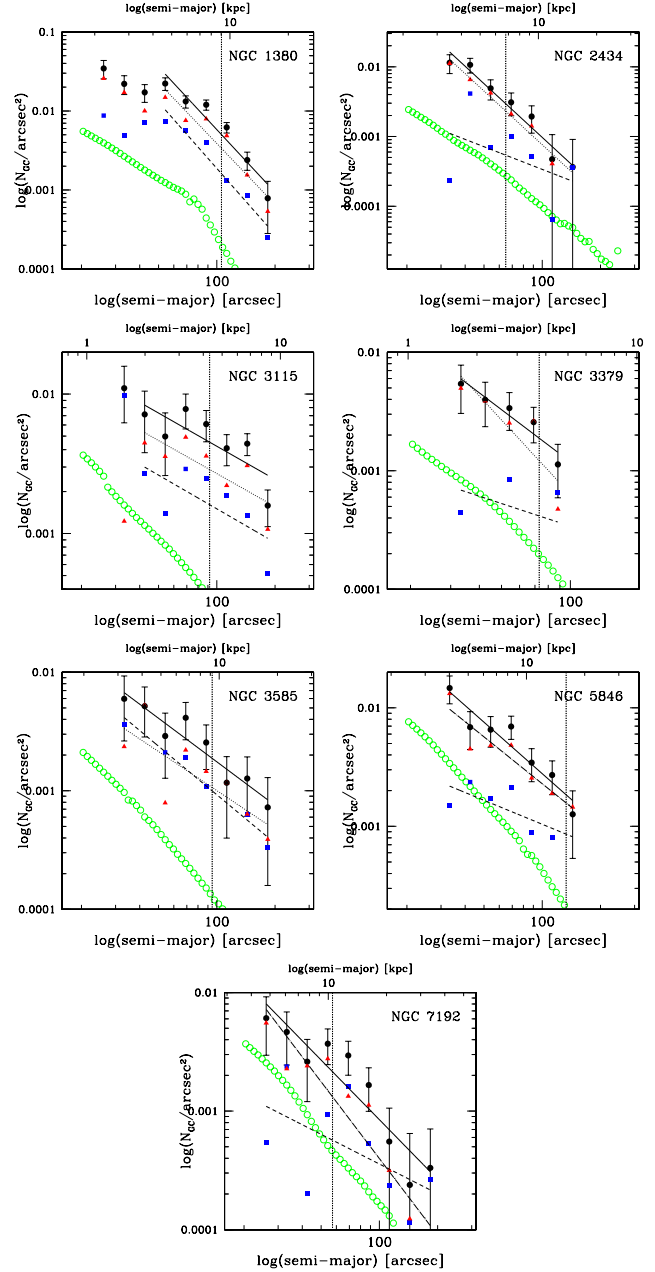 log(semi-major) [kpc]
10
NGC 1380
0.1
0.01
0.001
0.0001
log(N_GC/arcsec²)
100
log(semi-major) [arcsec]
log(semi-major) [kpc]
10
NGC 2434
0.01
0.001
0.0001
log(N_GC/arcsec²)
100
log(semi-major) [arcsec]
log(semi-major) [kpc]
1 10
NGC 3115
0.01
0.001
log(N_GC/arcsec²)
100
log(semi-major) [arcsec]
log(semi-major) [kpc]
1 10
NGC 3379
0.01
0.001
0.0001
log(N_GC/arcsec²)
100
log(semi-major) [arcsec]
log(semi-major) [kpc]
10
NGC 3585
0.01
0.001
0.0001
log(N_GC/arcsec²)
100
log(semi-major) [arcsec]
log(semi-major) [kpc]
10
NGC 5846
0.01
0.001
log(N_GC/arcsec²)
100
log(semi-major) [arcsec]
log(semi-major) [kpc]
10
NGC 7192
0.01
0.001
0.0001
log(N_GC/arcsec²)
100
log(semi-major) [arcsec]